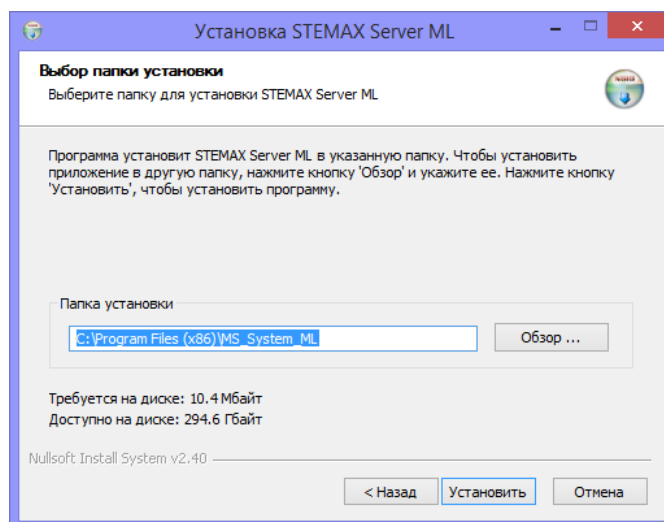 Установка STEMAX Server ML
Выбор папки установки
Выберите папку для установки STEMAX Server ML
Программа установит STEMAX Server ML в указанную папку. Чтобы установить
приложение в другую папку, нажмите кнопку 'Обзор' и укажите ее. Нажмите кнопку
'Установить', чтобы установить программу.
Папка установки
C:\Program Files (x86)\MS_System_ML
Обзор ...
Требуется на диске: 10.4 Мбайт
Доступно на диске: 294.6 Гбайт
Nullsoft Install System v2.40
< Назад
Установить
Отмена